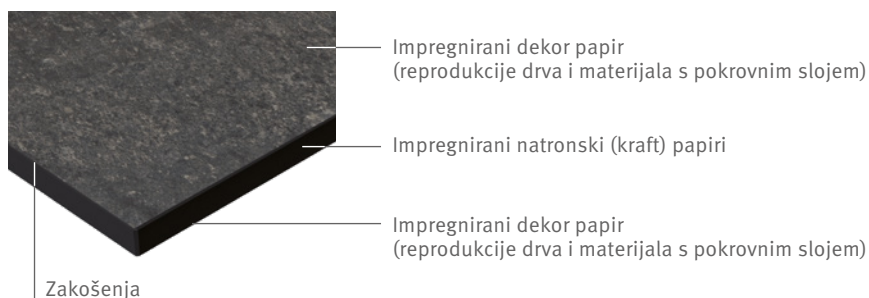 Impregnirani dekor papir
(reprodukcije drva i materijala s pokrovnim slojem)
Impregnirani natronski (kraft) papiri
Impregnirani dekor papir
(reprodukcije drva i materijala s pokrovnim slojem)
Zakošenja